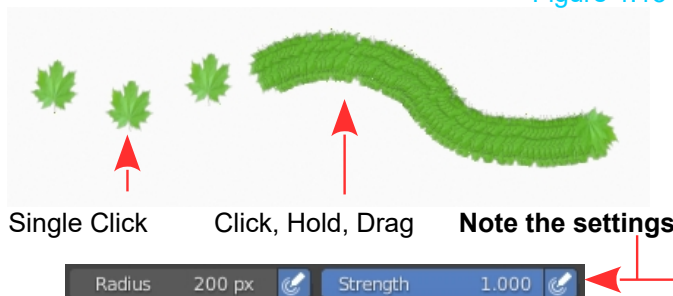 Single Click Click, Hold, Drag Note the settings
Radius 200 px Strength 1.000